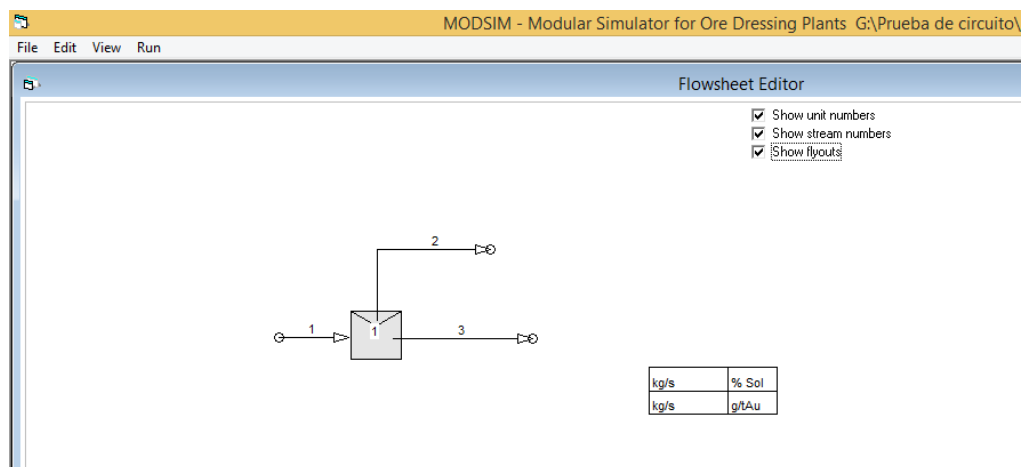 MODSIM - Modular Simulator for Ore Dressing Plants G:\Prueba de circuito\
File Edit View Run
Flowsheet Editor
Show unit numbers
Show stream numbers
Show flyouts
2
1
1
3
kg/s % Sol
kg/s g/tAu